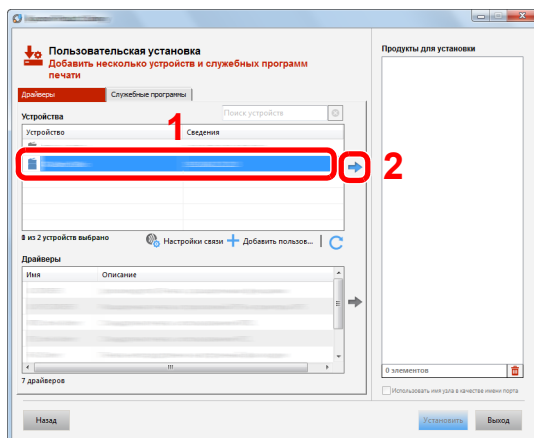 Пользовательская установка
Добавить несколько устройств и служебных программ
печати
Продукты для установки
Драйверы
Служебные программы
Устройства
Поиск устройств
1
Устройство
Сведения
2
0 из 2 устройств выбрано
Настройки связи
Добавить пользов...
Драйверы
Имя
Описание
7 драйверов
0 элементов
Использовать имя узла в качестве имени порта
Назад
Установить
Выход